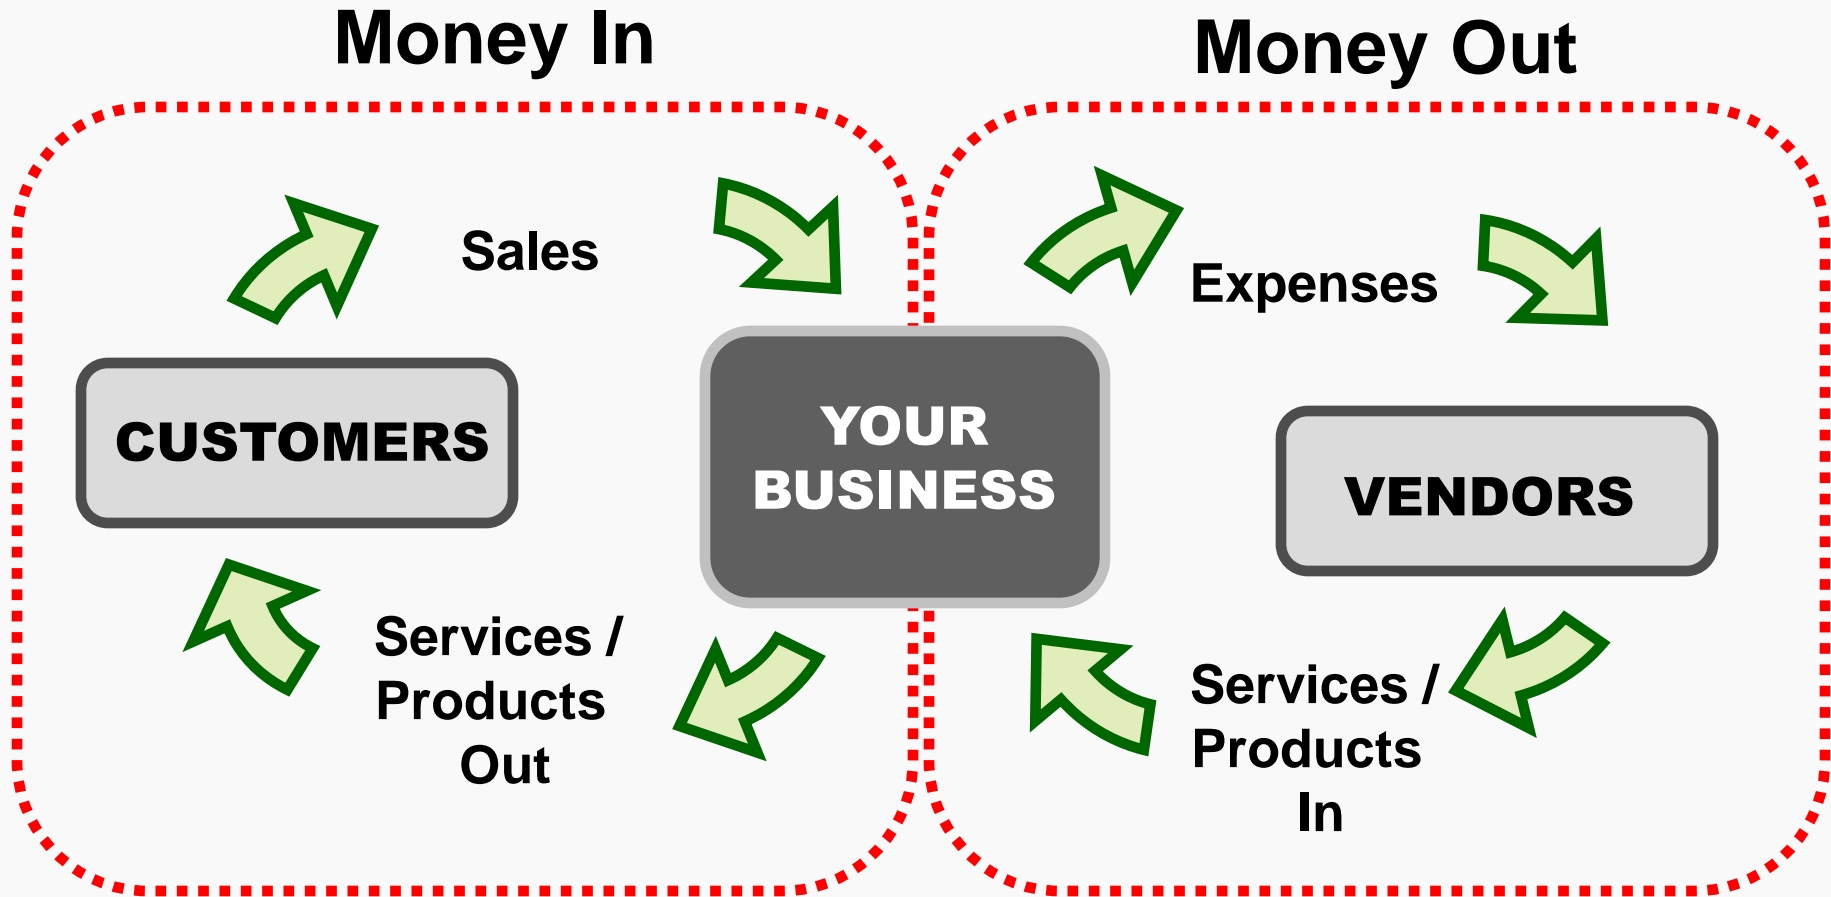 Money In
Money Out
Sales
Expenses
CUSTOMERS
YOUR
BUSINESS
VENDORS
Services /
Products
Out
Services /
Products
In